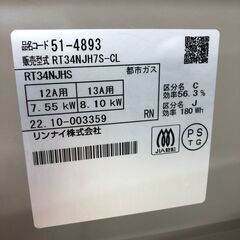 品名コード 51-4893
販売型式 RT34NJH7S-CL
RT34NJHS 都市ガス
12A用 13A用
7.55 kW 8.10 kW
区分名 C
効率56.3 %
区分名 J
効率 180 Wh
22.10-003359 RN
リンナイ株式会社
JIA認証
PS
TG